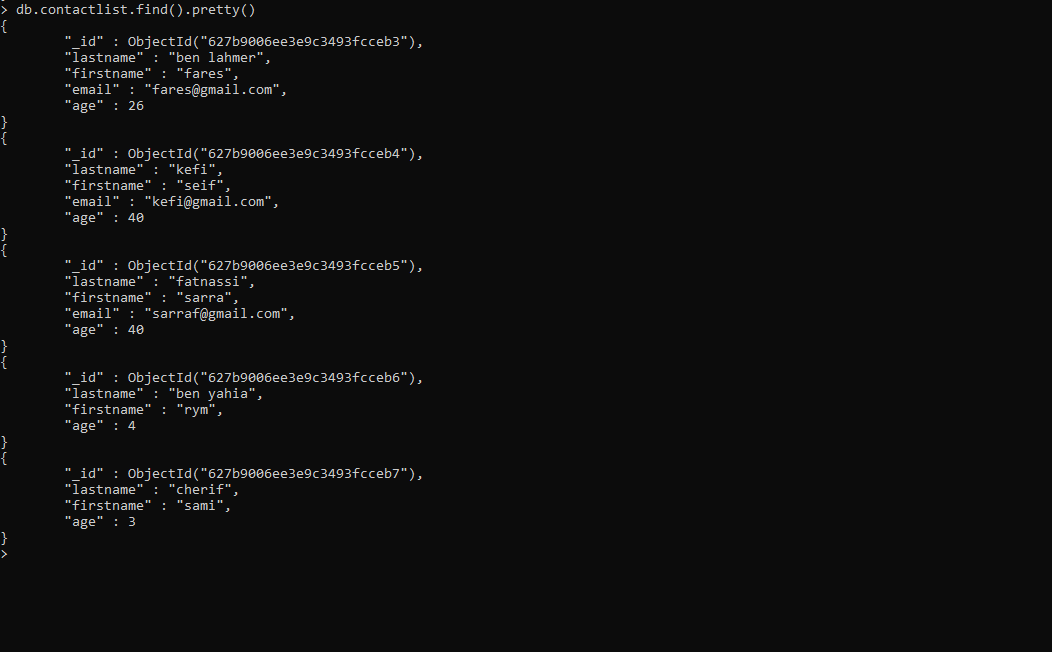 > db.contactlist.find().pretty()
{
        "_id" : ObjectId("627b9006ee3e9c3493fcceb3"),
        "lastname" : "ben lahmer",
        "firstname" : "fares",
        "email" : "fares@gmail.com",
        "age" : 26
}
{
        "_id" : ObjectId("627b9006ee3e9c3493fcceb4"),
        "lastname" : "kefi",
        "firstname" : "seif",
        "email" : "kefi@gmail.com",
        "age" : 40
}
{
        "_id" : ObjectId("627b9006ee3e9c3493fcceb5"),
        "lastname" : "fatnassi",
        "firstname" : "sarra",
        "email" : "sarraf@gmail.com",
        "age" : 40
}
{
        "_id" : ObjectId("627b9006ee3e9c3493fcceb6"),
        "lastname" : "ben yahia",
        "firstname" : "rym",
        "age" : 4
}
{
        "_id" : ObjectId("627b9006ee3e9c3493fcceb7"),
        "lastname" : "cherif",
        "firstname" : "sami",
        "age" : 3
}
>